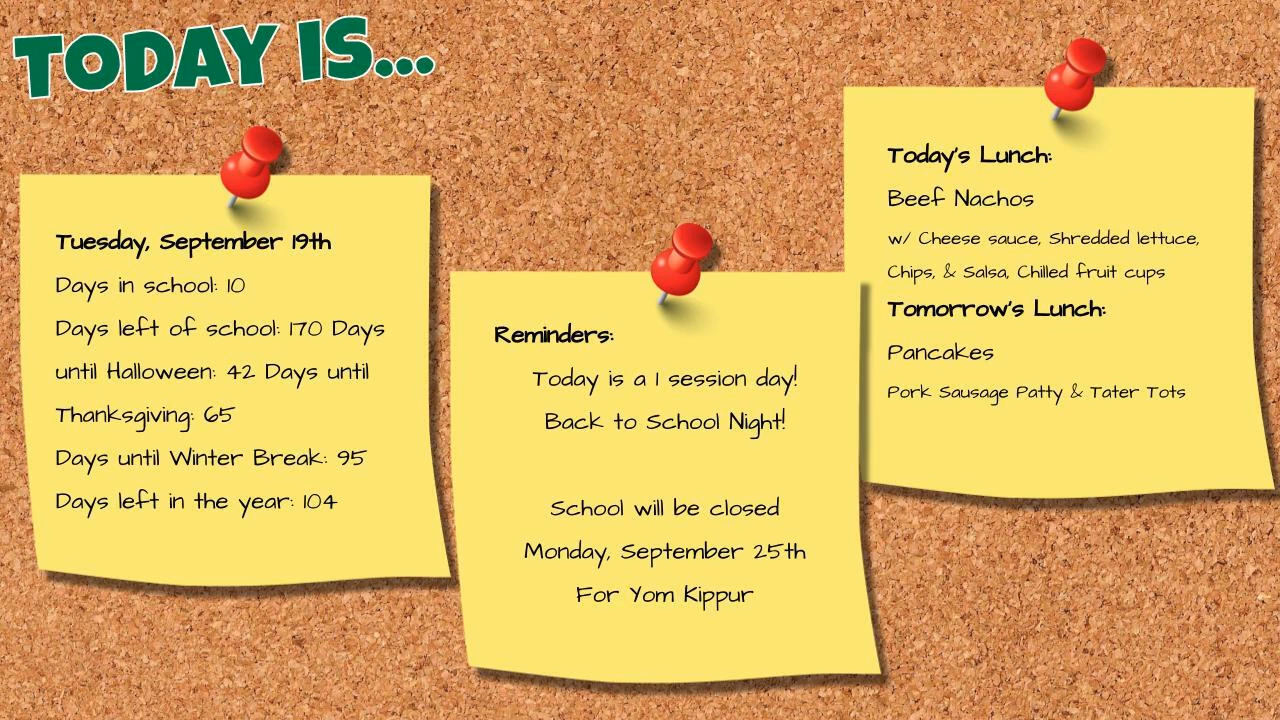 TODAY IS...
Tuesday, September 19th
Days in school: 10
Days left of school: 170 Days
until Halloween: 42 Days until
Thanksgiving: 65
Days until Winter Break: 95
Days left in the year: 104
Reminders:
Today is a 1 session day!
Back to School Night!
School will be closed
Monday, September 25th
For Yom Kippur
Today's Lunch:
Beef Nachos
w/ Cheese sauce, Shredded lettuce,
Chips, & Salsa, Chilled fruit cups
Tomorrow's Lunch:
Pancakes
Pork Sausage Patty & Tater Tots